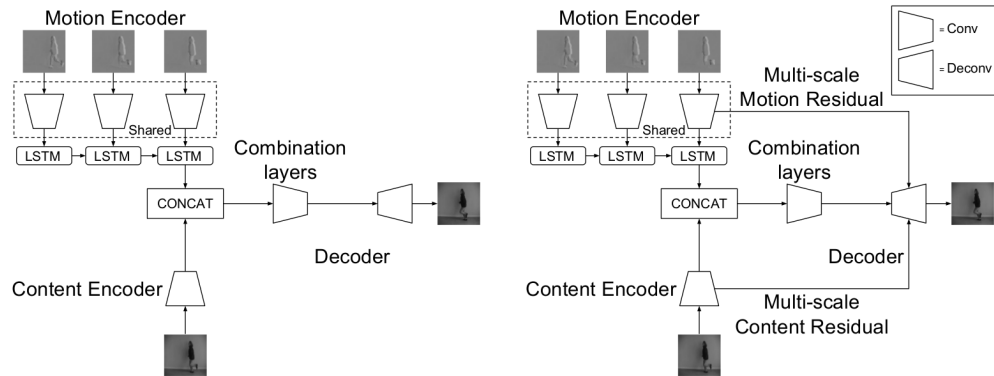 Motion Encoder
Shared
LSTM
LSTM
LSTM
Combination
layers
CONCAT
Decoder
Content Encoder
Motion Encoder
= Conv
= Deconv
Multi-scale
Motion Residual
Shared
LSTM
LSTM
LSTM
Combination
layers
CONCAT
Decoder
Content Encoder
Multi-scale
Content Residual